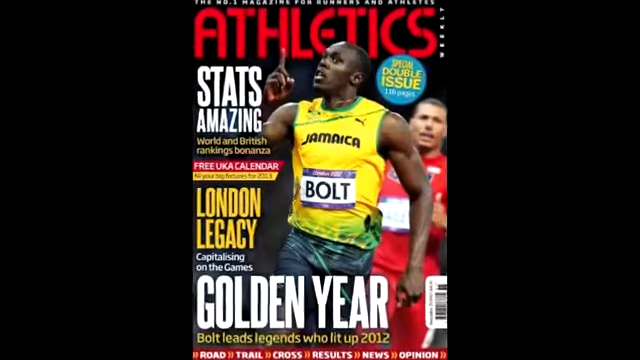 THE NO.1 MAGAZINE FOR RUNNERS AND ATHLETES
ATHLETICS
WEEKLY
SPECIAL
DOUBLE
ISSUE
116 pages
STATS
AMAZING
World and British
rankings bonanza
FREE UKA CALENDAR
All your big fixtures for 2013
JAMAICA
London 2012
BOLT
LONDON
LEGACY
Capitalising
on the Games
GOLDEN YEAR
Bolt leads legends who lit up 2012
ROAD » TRAIL » CROSS » RESULTS » NEWS » OPINION »